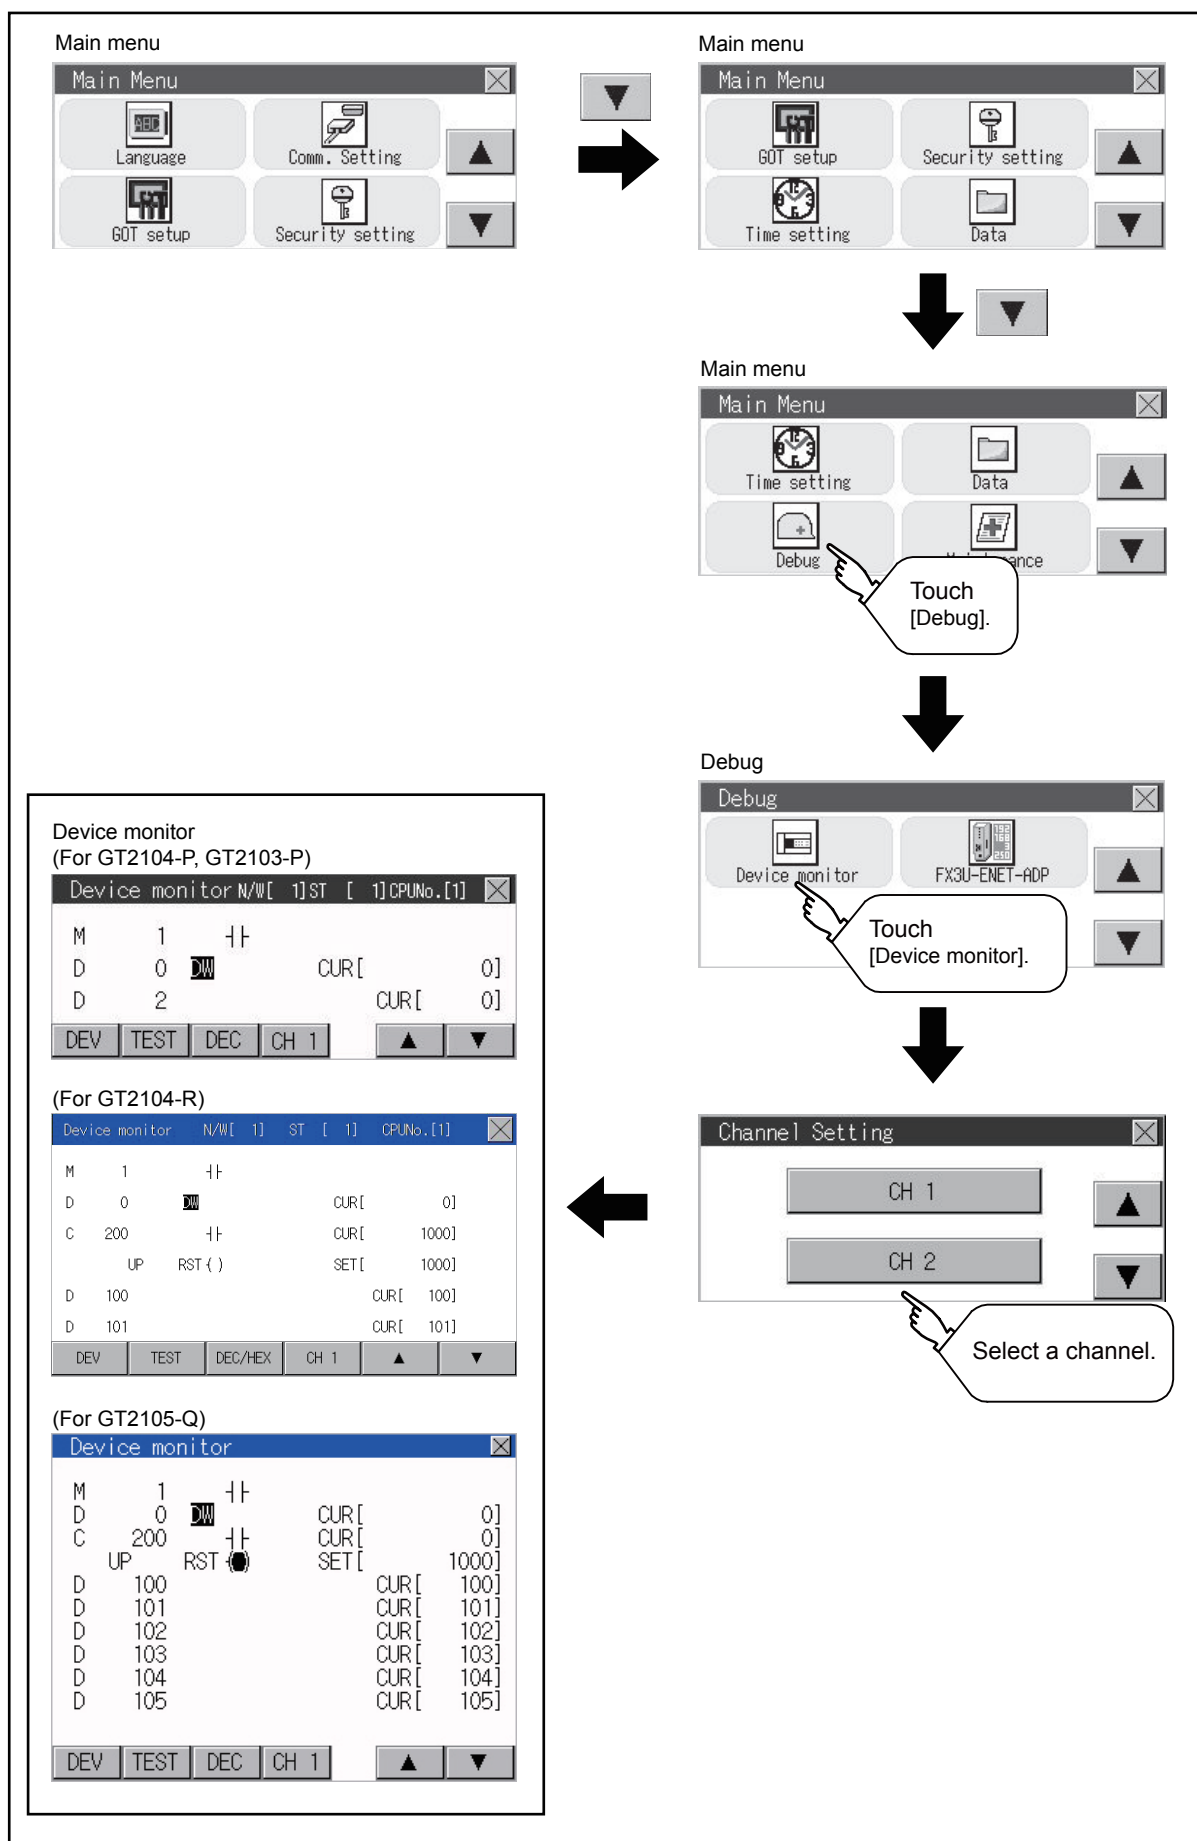 Main menu
Main Menu
Language
Comm. Setting
GOT setup
Security setting
Main menu
Main Menu
GOT setup
Security setting
Time setting
Data
Main menu
Main Menu
Time setting
Data
Debug
Touch
[Debug].
Debug
Debug
Device monitor
FX3U-ENET-ADP
Touch
[Device monitor].
Channel Setting
CH 1
CH 2
Select a channel.
Device monitor
(For GT2104-P, GT2103-P)
Device monitor N/W[ 1] ST [ 1] CPUNo.[1]
M 1
D 0 DW CUR[ 0]
D 2 CUR[ 0]
DEV TEST DEC CH 1 ▲ ▼
(For GT2104-R)
Device monitor N/W[ 1] ST [ 1] CPUNo.[1]
M 1
D 0 DW CUR[ 0]
C 200 CUR[ 1000]
UP RST ( ) SET[ 1000]
D 100 CUR[ 100]
D 101 CUR[ 101]
DEV TEST DEC/HEX CH 1 ▲ ▼
(For GT2105-Q)
Device monitor
M 1
D 0 DW CUR[ 0]
C 200 CUR[ 0]
UP RST SET[ 1000]
D 100 CUR[ 100]
D 101 CUR[ 101]
D 102 CUR[ 102]
D 103 CUR[ 103]
D 104 CUR[ 104]
D 105 CUR[ 105]
DEV TEST DEC CH 1 ▲ ▼